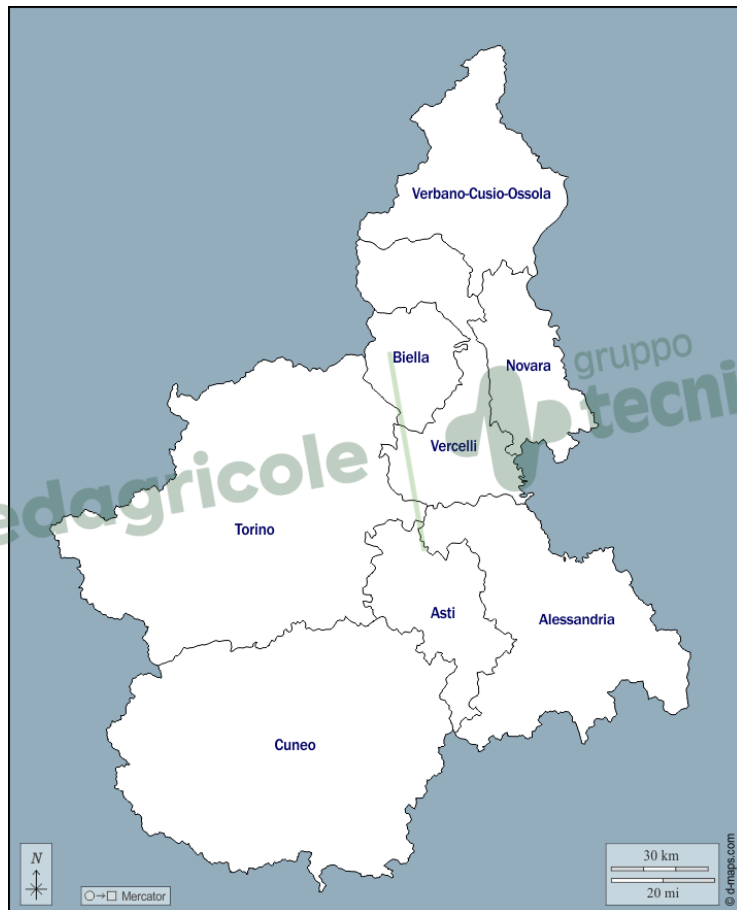 Verbano-Cusio-Ossola
Biella
Novara
gruppo
tecni
Vercelli
edagricole
Torino
Asti
Alessandria
Cuneo
N
Mercator
30 km
20 mi
© d-maps.com